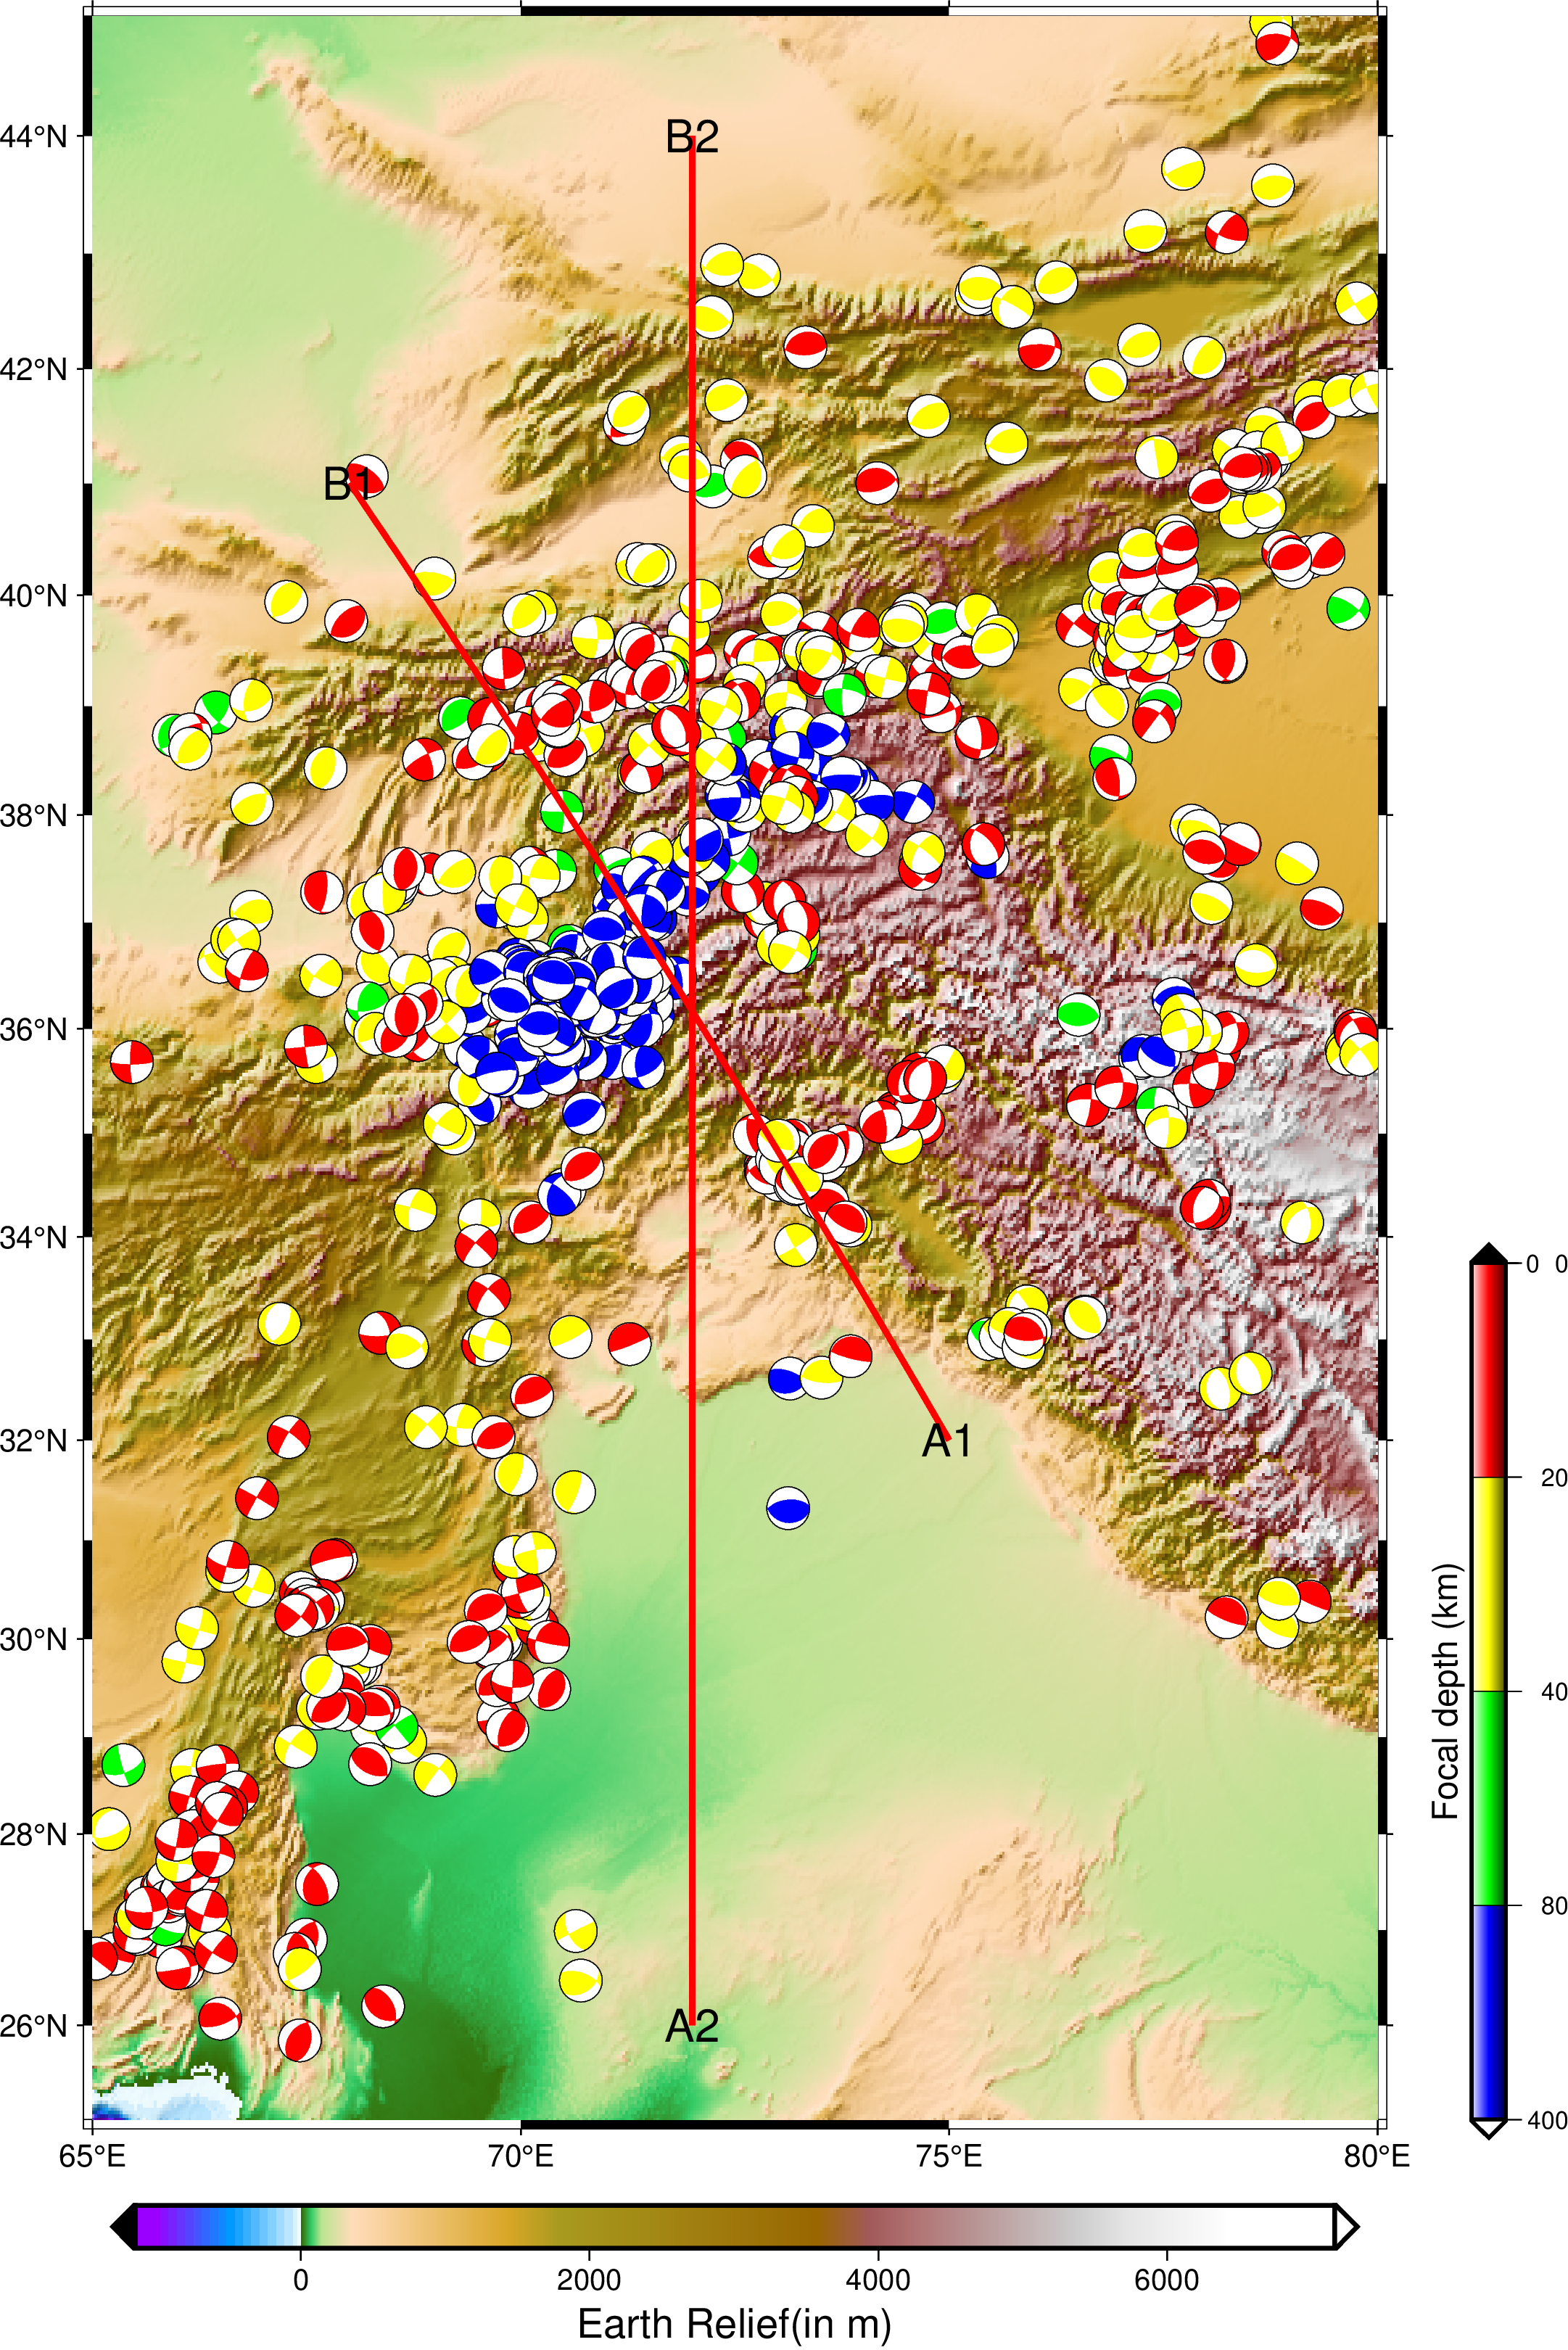 B2
44°N
42°N
B1
40°N
38°N
36°N
34°N
A1
32°N
30°N
28°N
A2
26°N
65°E 70°E 75°E 80°E
0 0
20
40
80
400
Focal depth (km)
0 2000 4000 6000
Earth Relief(in m)